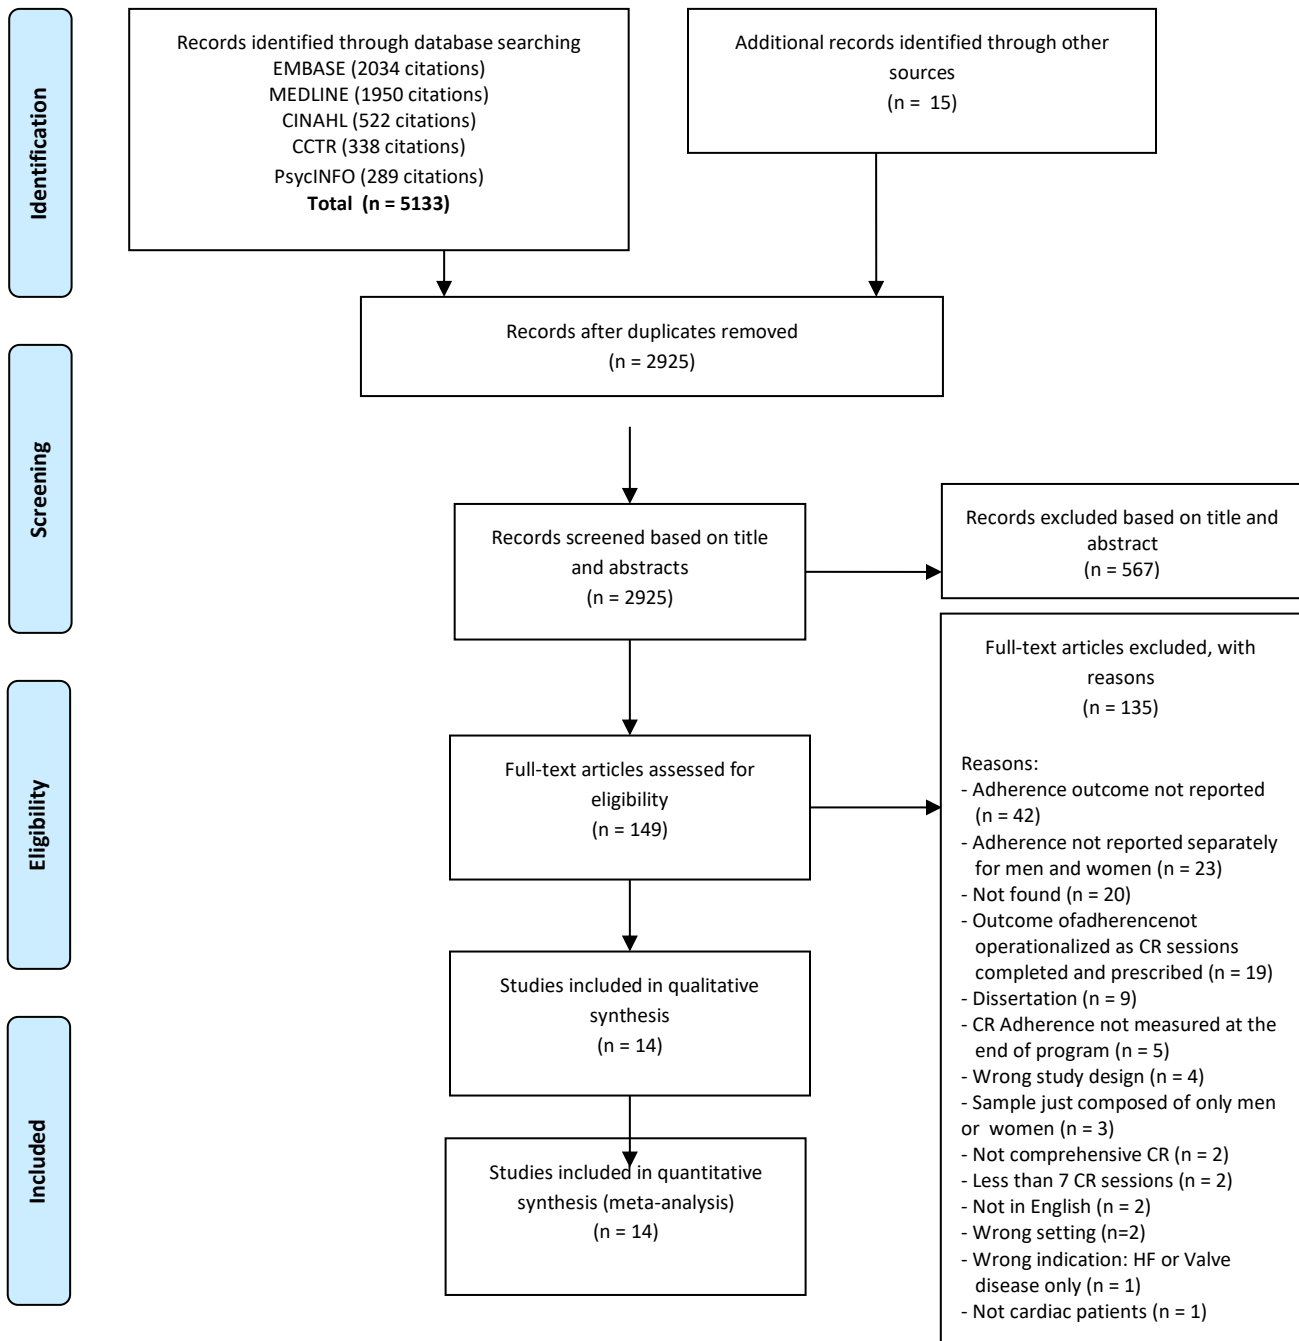 Identification
Records identified through database searching
EMBASE (2034 citations)
MEDLINE (1950 citations)
CINAHL (522 citations)
CCTR (338 citations)
PsycINFO (289 citations)
Total (n = 5133)
Additional records identified through other
sources
(n = 15)
Records after duplicates removed
(n = 2925)
Screening
Records screened based on title
and abstracts
(n = 2925)
Records excluded based on title and
abstract
(n = 567)
Eligibility
Full-text articles assessed for
eligibility
(n = 149)
Full-text articles excluded, with
reasons
(n = 135)
Reasons:
- Adherence outcome not reported
(n = 42)
- Adherence not reported separately
for men and women (n = 23)
- Not found (n = 20)
- Outcome ofadherencenot
operationalized as CR sessions
completed and prescribed (n = 19)
- Dissertation (n = 9)
- CR Adherence not measured at the
end of program (n = 5)
- Wrong study design (n = 4)
- Sample just composed of only men
or women (n = 3)
- Not comprehensive CR (n = 2)
- Less than 7 CR sessions (n = 2)
- Not in English (n = 2)
- Wrong setting (n=2)
- Wrong indication: HF or Valve
disease only (n = 1)
- Not cardiac patients (n = 1)
Included
Studies included in qualitative
synthesis
(n = 14)
Studies included in quantitative
synthesis (meta-analysis)
(n = 14)